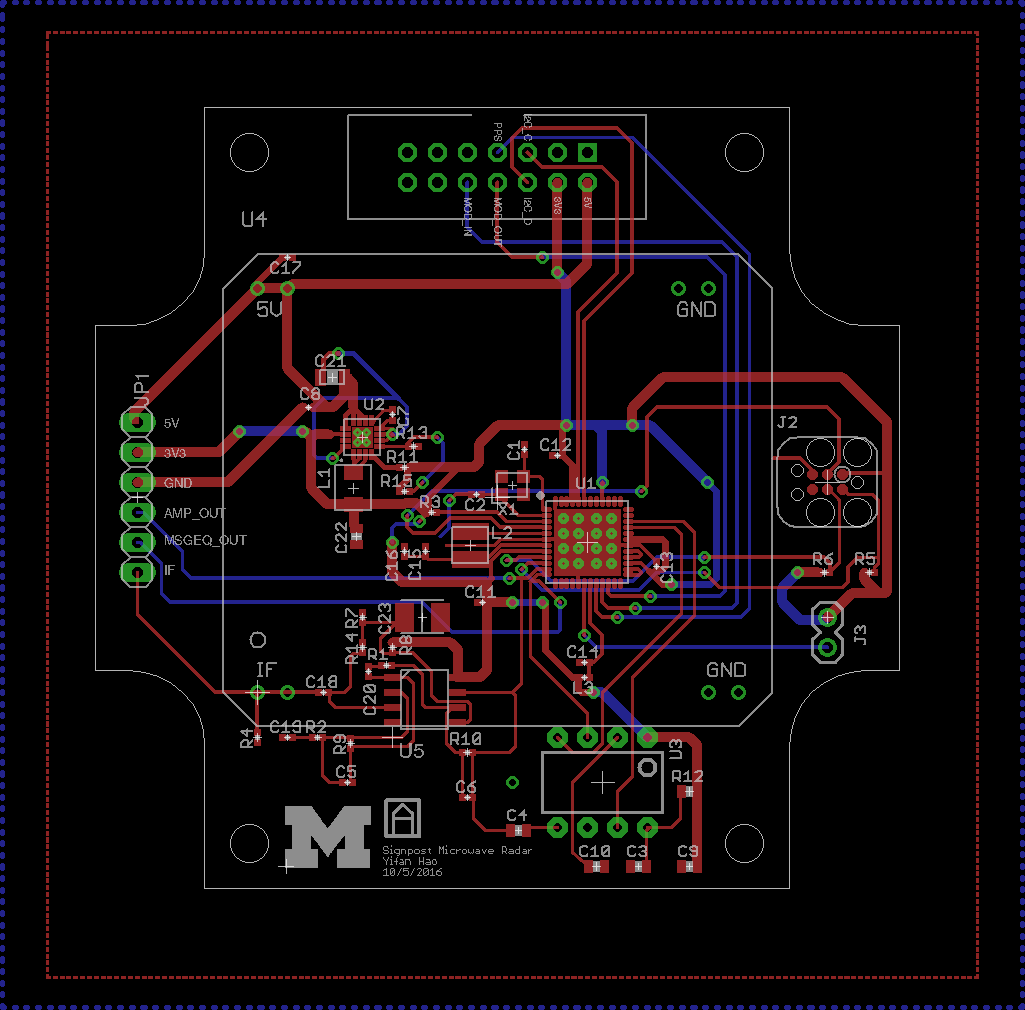 PPS
I2C_C
MOD_IN
MOD_OUT
I2C_D
3V3
5V
U4
C17
5V
GND
C21
C8
U2
C7
JP1
5V
3V3
GND
AMP_OUT
MSGEQ_OUT
IF
R13
R11
R15
R3
L1
C22
C1
C12
C2
X1
U1
L2
C16
C15
C13
J2
R6
R5
J3
C11
C23
R7
R14
R8
R1
C20
C14
L3
IF
GND
C18
R4
C13
R2
R9
U5
R10
U3
R12
C5
C6
C4
C10
C3
C9
M
Signpost Microwave Radar
Yifan Hao
10/5/2016